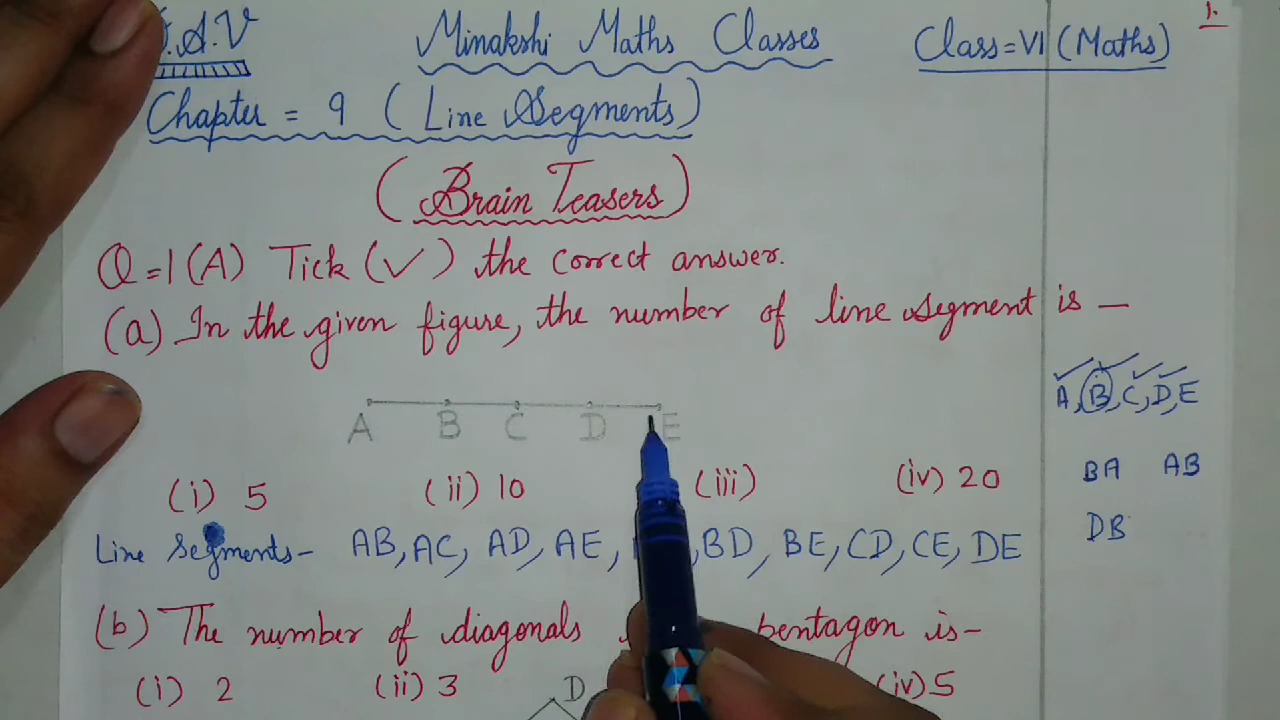 .A.V Minakshi Maths Classes Class=VI (Maths) 1.
Chapter = 9 (Line Segments)
(Brain Teasers)
Q=1(A) Tick (√) the correct answer.
(a) In the given figure, the number of line segment is —
A, B, C, D, E
A B C D E
BA AB
(i) 5 (ii) 10 (iii) (iv) 20
DB
Line Segments- AB, AC, AD, AE, , BD, BE, CD, CE, DE
(b) The number of diagonals pentagon is-
(i) 2 (ii) 3 D (iv) 5